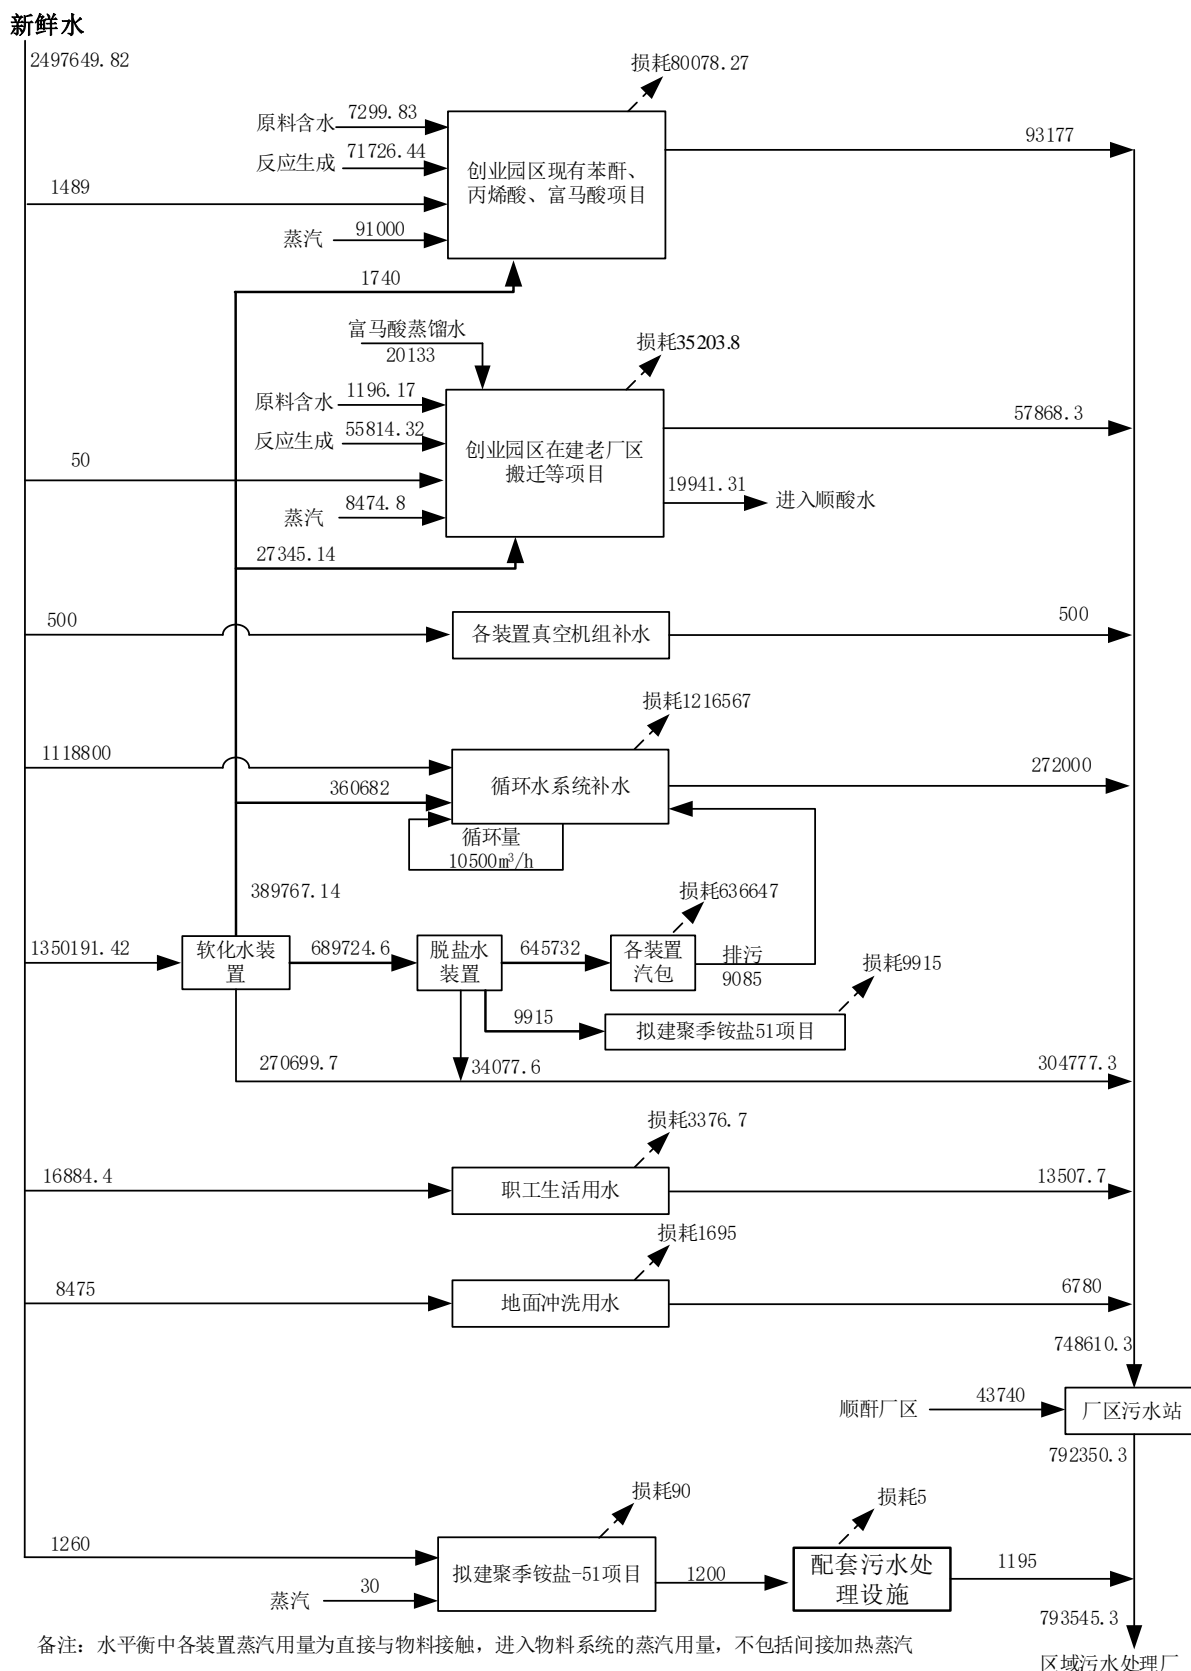 新鲜水
2497649.82
损耗80078.27
原料含水
7299.83
反应生成
71726.44
1489
蒸汽
91000
创业园区现有苯酐、
丙烯酸、富马酸项目
93177
1740
富马酸蒸馏水
20133
损耗35203.8
原料含水
1196.17
反应生成
55814.32
50
蒸汽
8474.8
创业园区在建老厂区
搬迁等项目
57868.3
19941.31
进入顺酸水
27345.14
500
各装置真空机组补水
500
损耗1216567
1118800
360682
循环水系统补水
272000
循环量
10500m³/h
389767.14
损耗636647
1350191.42
软化水装
置
689724.6
脱盐水
装置
645732
各装置
汽包
排污
9085
损耗9915
9915
拟建聚季铵盐51项目
270699.7
34077.6
304777.3
损耗3376.7
16884.4
职工生活用水
13507.7
损耗1695
8475
地面冲洗用水
6780
748610.3
顺酐厂区
43740
厂区污水站
792350.3
损耗90
损耗5
1260
蒸汽
30
拟建聚季铵盐-51项目
1200
配套污水处
理设施
1195
793545.3
备注：水平衡中各装置蒸汽用量为直接与物料接触，进入物料系统的蒸汽用量，不包括间接加热蒸汽
区域污水处理厂